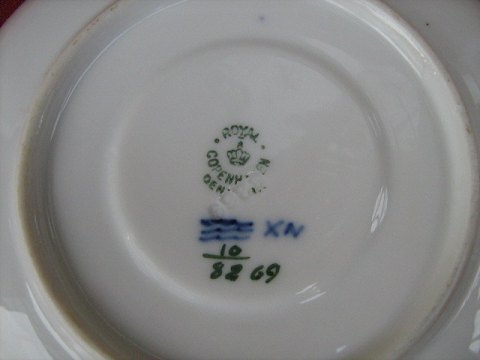 ROYAL
COPENHAGEN
DENMARK
XN
10
8269